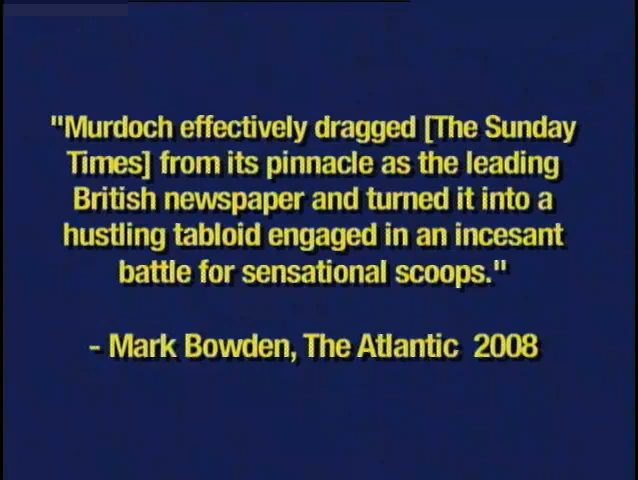 "Murdoch effectively dragged [The Sunday
Times] from its pinnacle as the leading
British newspaper and turned it into a
hustling tabloid engaged in an incesant
battle for sensational scoops."
- Mark Bowden, The Atlantic 2008